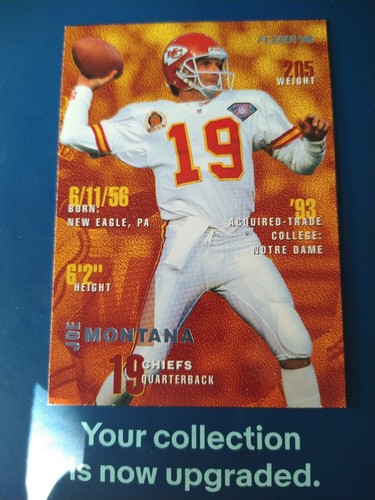 FLEER '95
205
WEIGHT
19
6/11/56
BORN:
NEW EAGLE, PA
'93
ACQUIRED-TRADE
COLLEGE:
NOTRE DAME
6'2"
HEIGHT
JOE MONTANA
19 CHIEFS
QUARTERBACK
Your collection
is now upgraded.